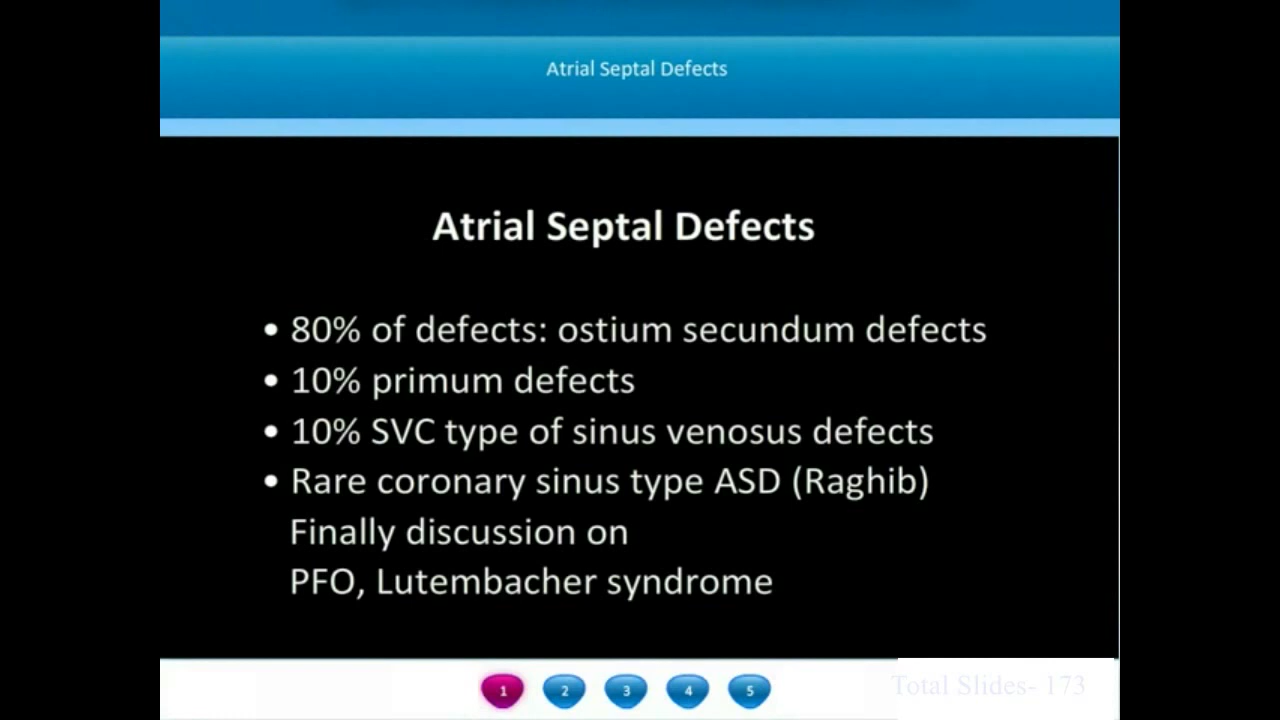 Atrial Septal Defects
Atrial Septal Defects
• 80% of defects: ostium secundum defects
• 10% primum defects
• 10% SVC type of sinus venosus defects
• Rare coronary sinus type ASD (Raghib)
Finally discussion on
PFO, Lutembacher syndrome
1 2 3 4 5
Total Slides- 173